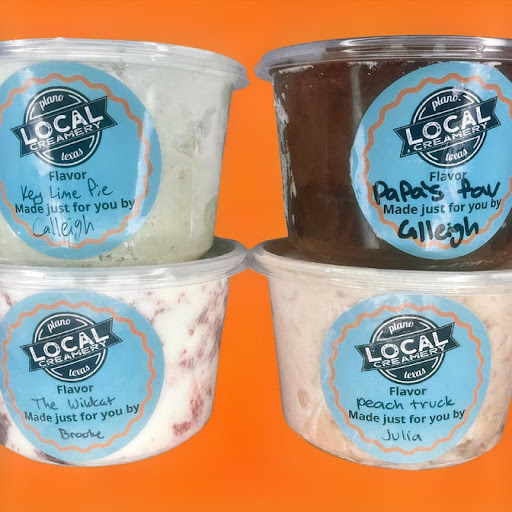 plano
LOCAL
CREAMERY
texas
Flavor
Key Lime Pie
Made just for you by
Calleigh
plano
LOCAL
CREAMERY
texas
Flavor
PaPa's Paw
Made just for you by
Calleigh
plano
LOCAL
CREAMERY
texas
Flavor
The Wildcat
Made just for you by
Brooke
plano
LOCAL
CREAMERY
texas
Flavor
peach truck
Made just for you by
Julia